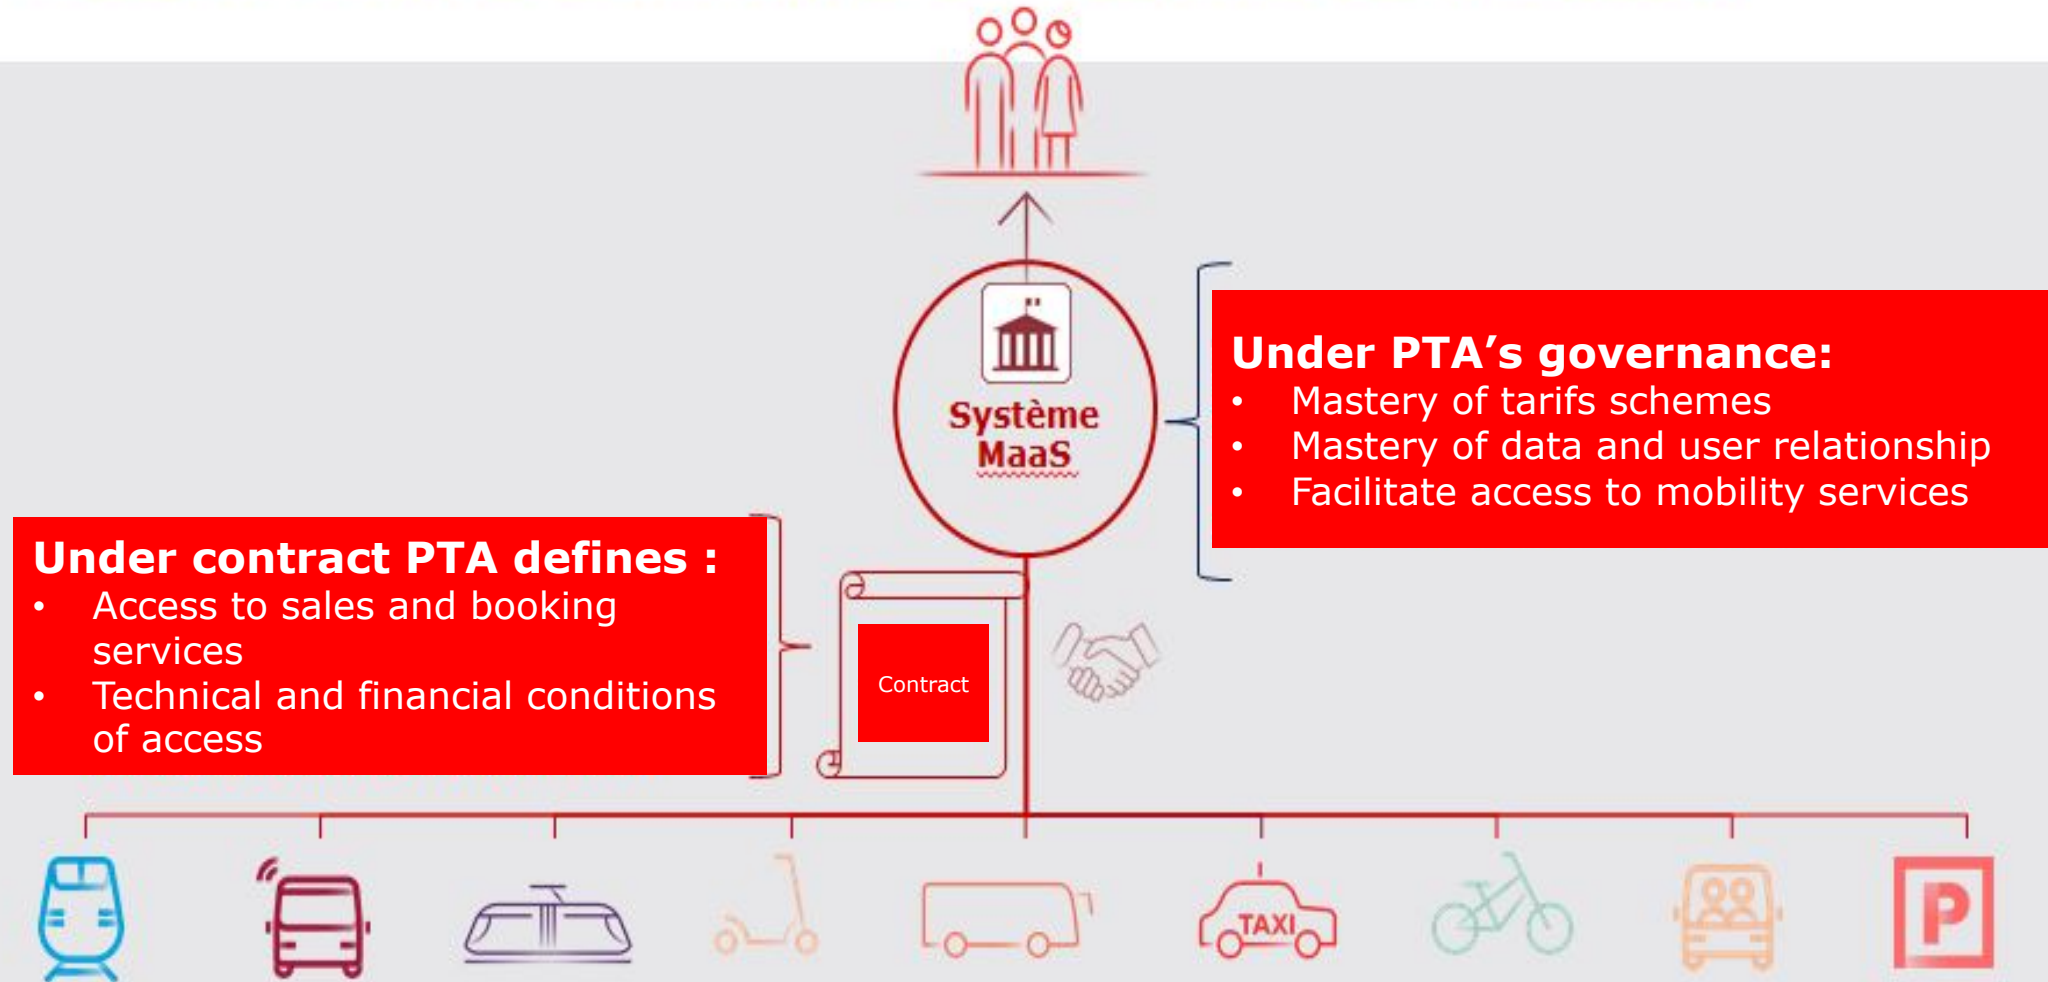 Système
MaaS
Under PTA’s governance:
• Mastery of tarifs schemes
• Mastery of data and user relationship
• Facilitate access to mobility services
Under contract PTA defines :
• Access to sales and booking
services
• Technical and financial conditions
of access
Contract
TAXI
P